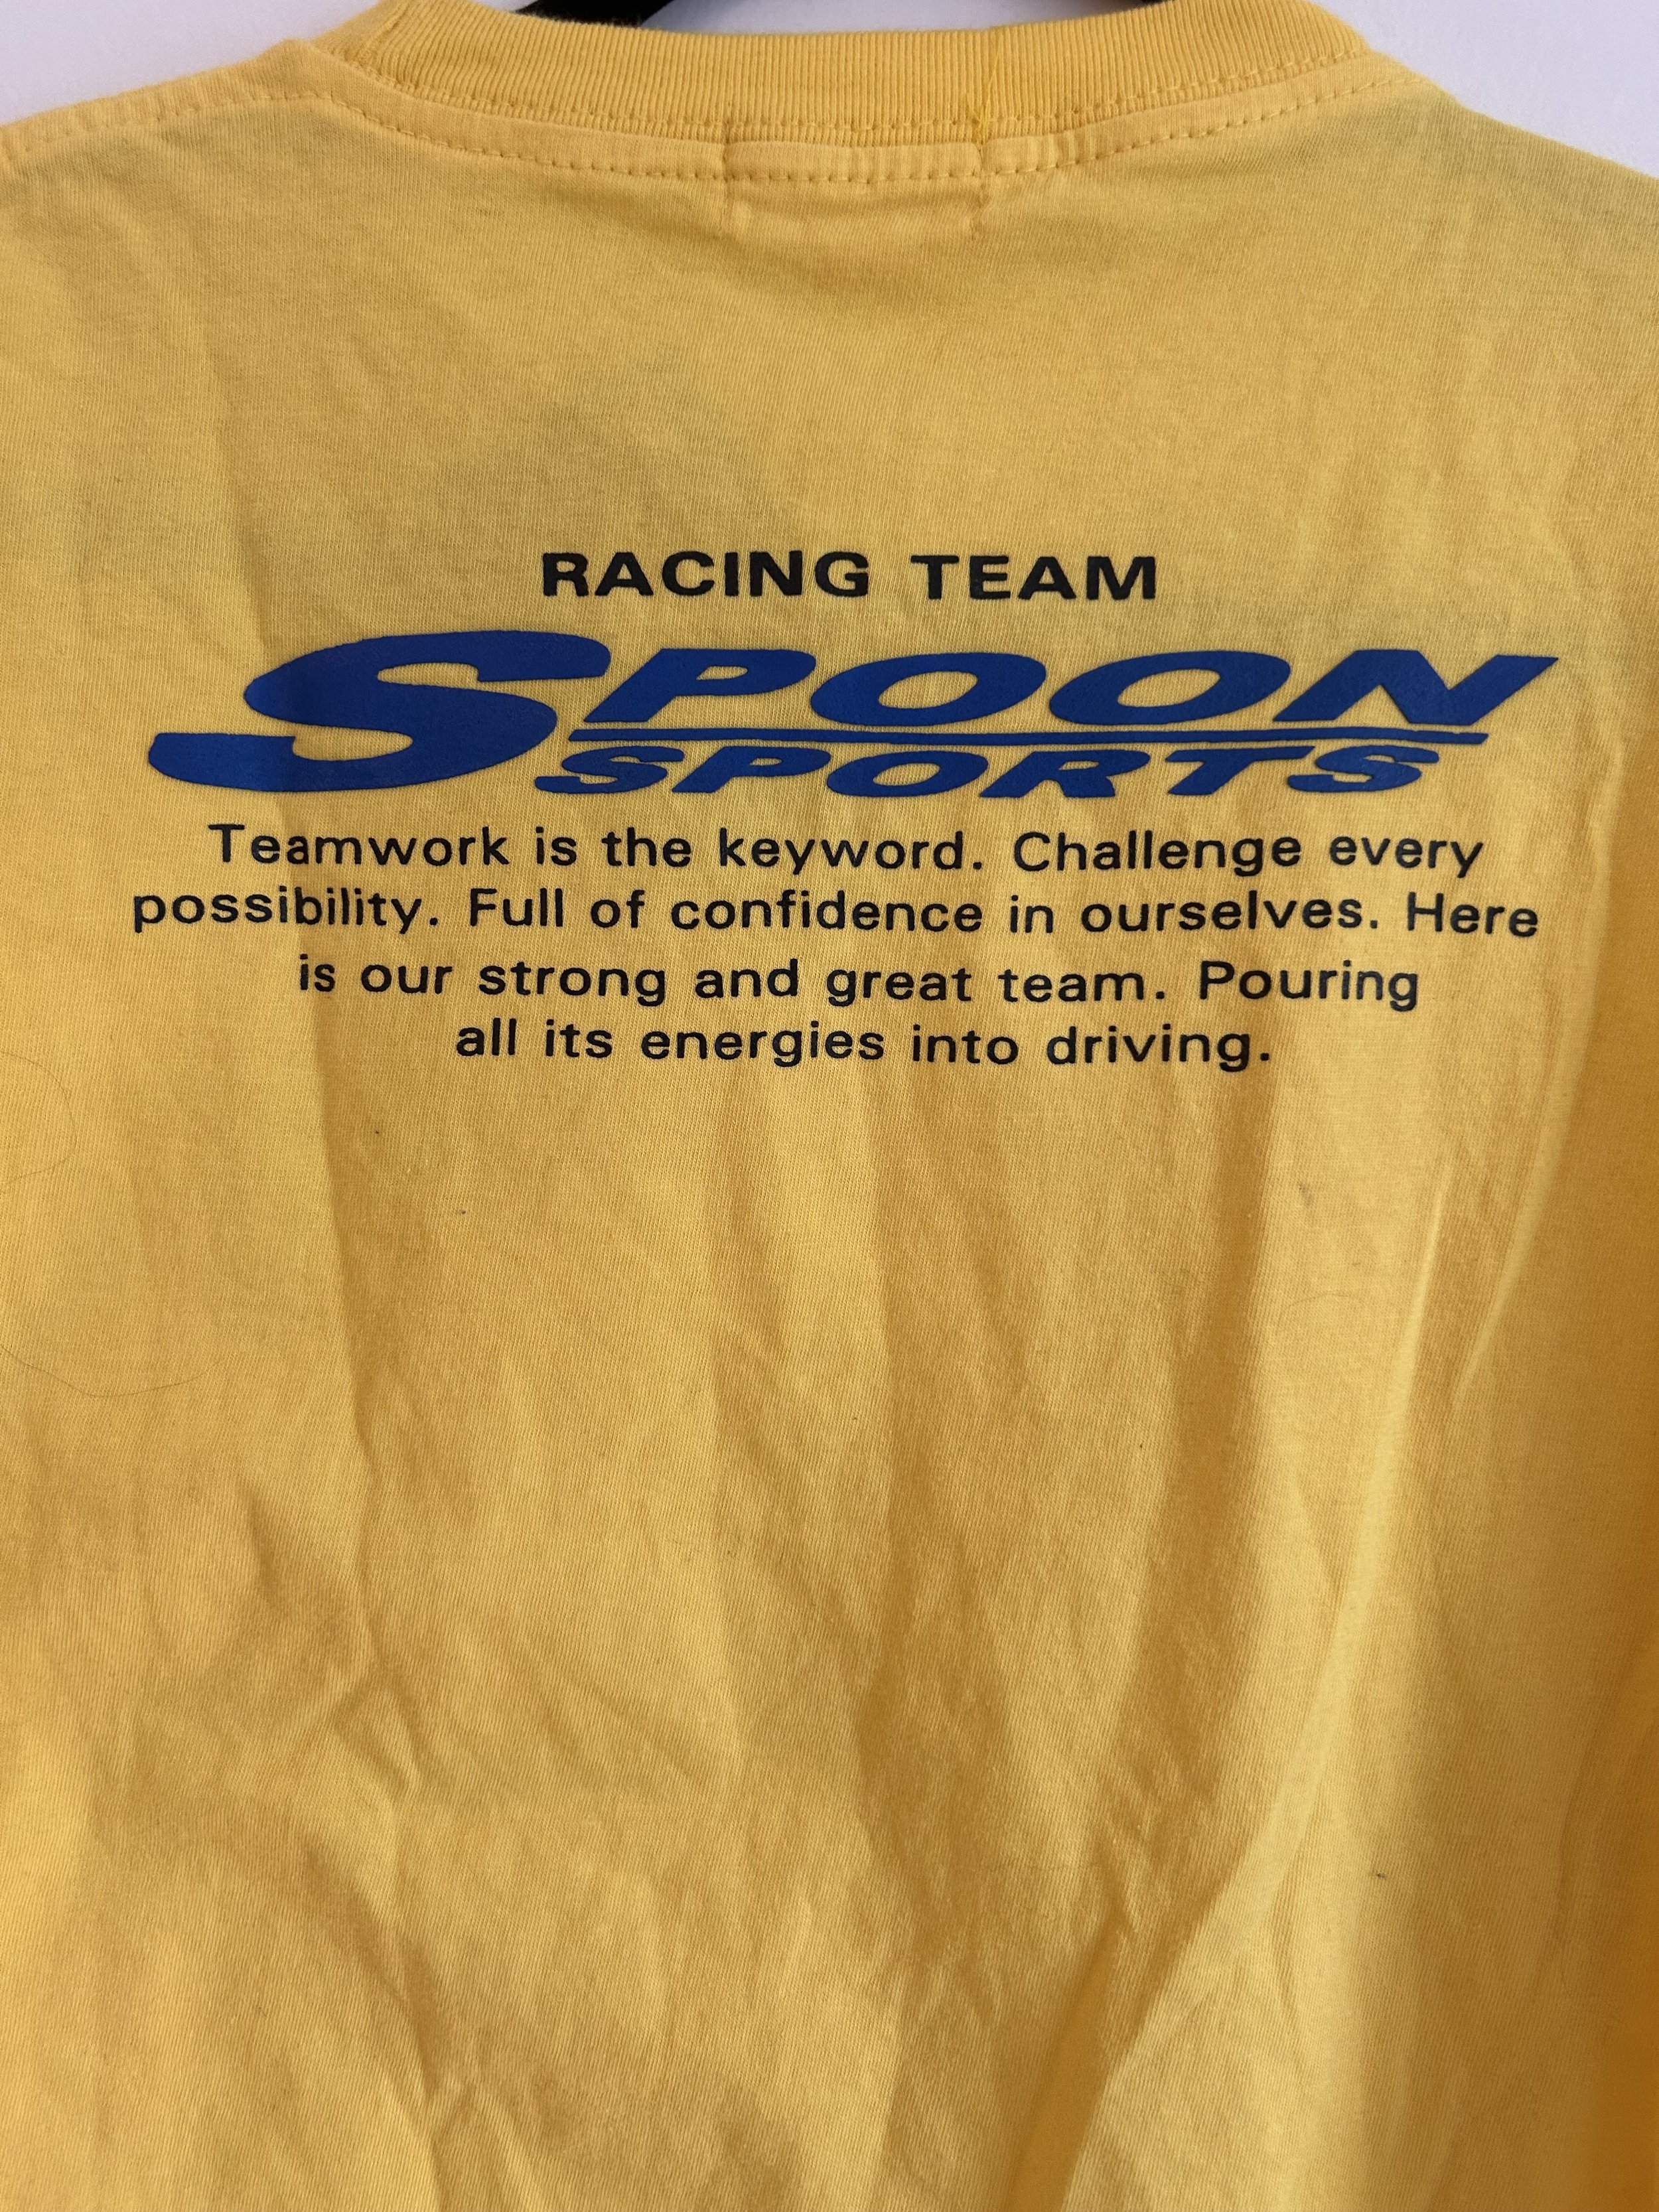 RACING TEAM
SPOON
SPORTS
Teamwork is the keyword. Challenge every
possibility. Full of confidence in ourselves. Here
is our strong and great team. Pouring
all its energies into driving.